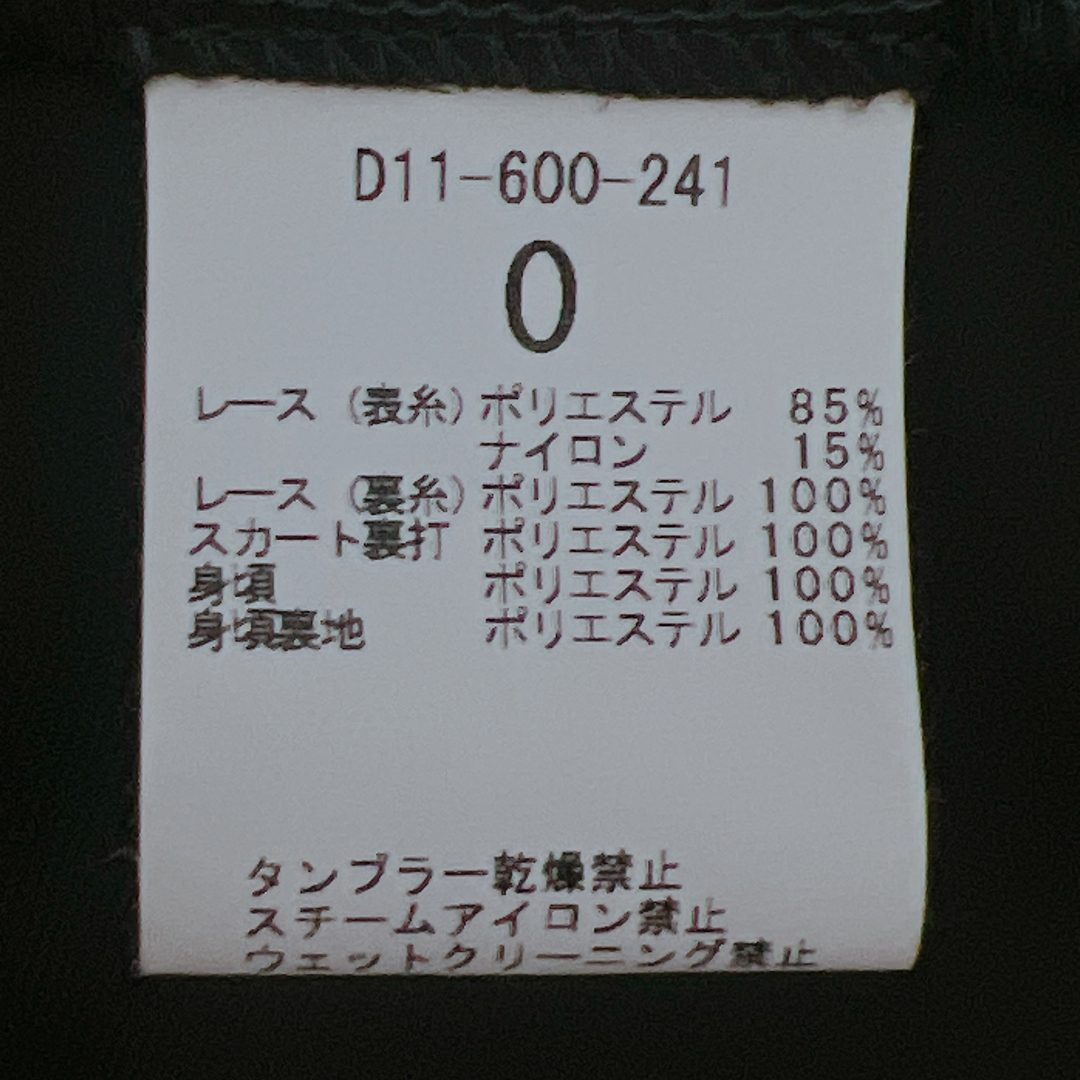 D11-600-241
0
レース（表糸）ポリエステル 85%
ナイロン 15%
レース（裏糸）ポリエステル 100%
スカート裏打 ポリエステル 100%
身頃 ポリエステル 100%
身頃裏地 ポリエステル 100%
タンブラー乾燥禁止
スチームアイロン禁止
ウェットクリーニング禁止